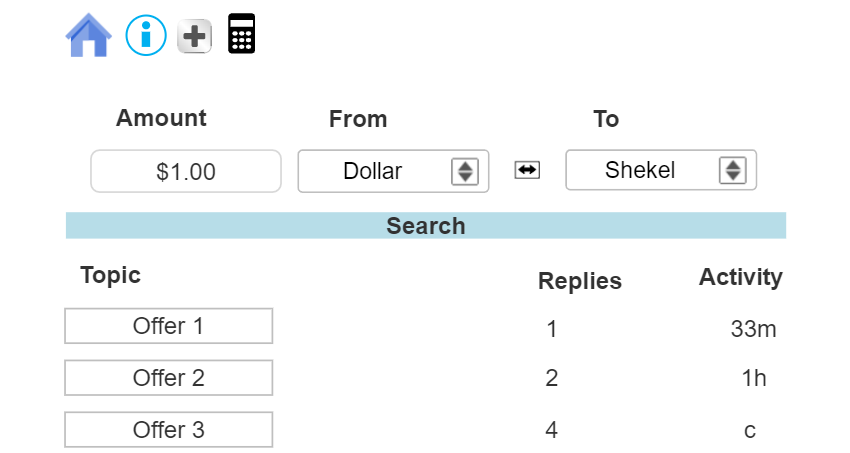 Amount From To
$1.00 Dollar Shekel
Search
Topic Replies Activity
Offer 1 1 33m
Offer 2 2 1h
Offer 3 4 c